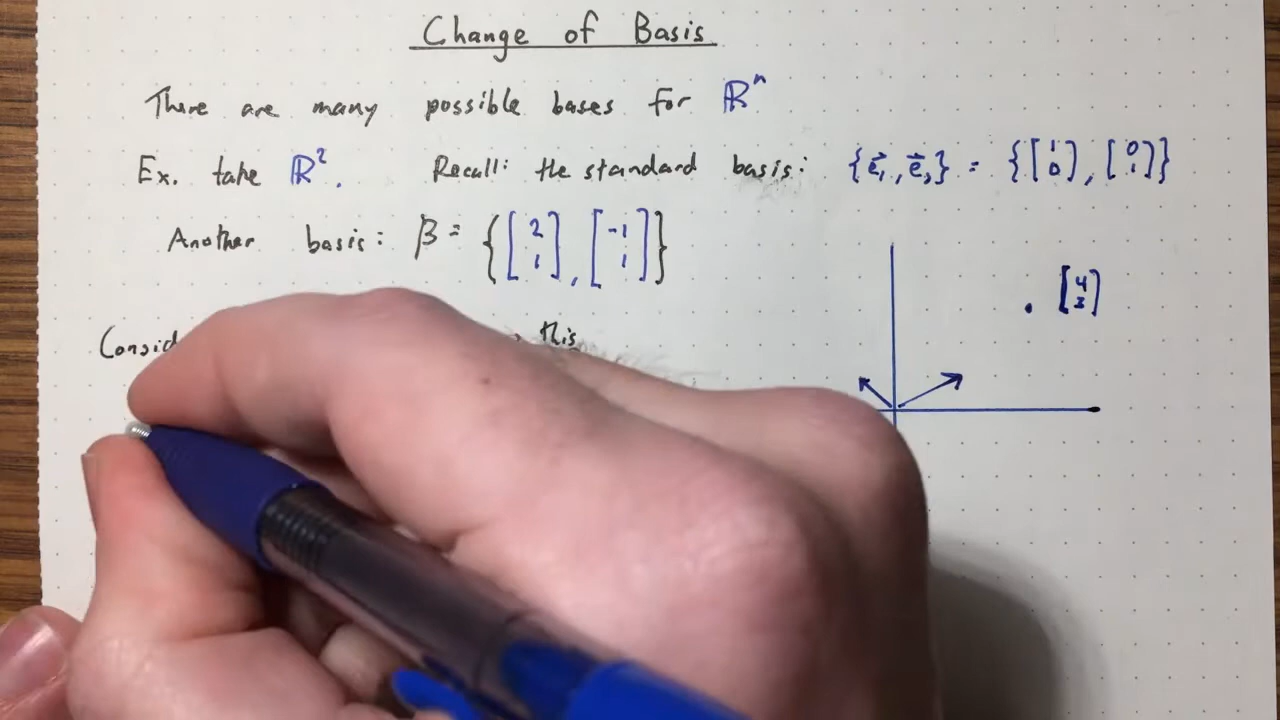 Change of Basis
There are many possible bases for ℝⁿ
Ex. take ℝ². Recall: the standard basis: {e⃗₁, e⃗₂} = {[1 0], [0 1]}
Another basis: β = {[2 1], [-1 1]}
[4 3]
this